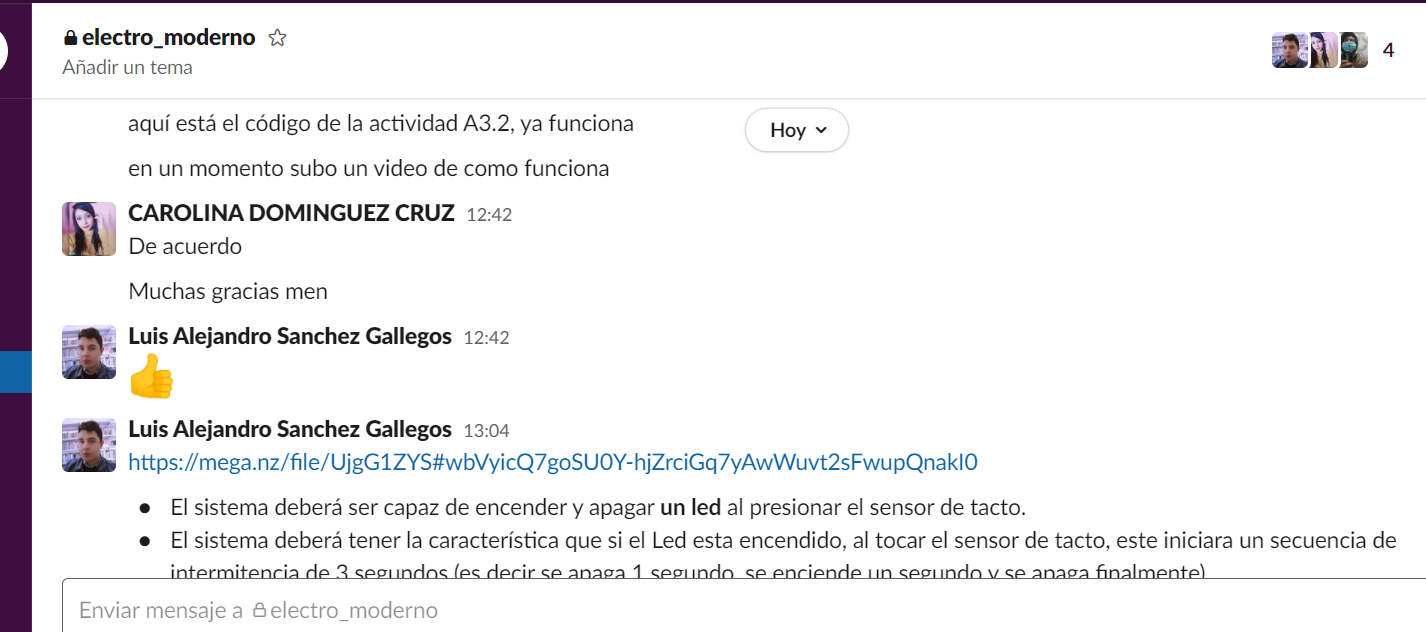 electro_moderno
Añadir un tema
4
aquí está el código de la actividad A3.2, ya funciona
Hoy
en un momento subo un video de como funciona
CAROLINA DOMINGUEZ CRUZ 12:42
De acuerdo
Muchas gracias men
Luis Alejandro Sanchez Gallegos 12:42
Luis Alejandro Sanchez Gallegos 13:04
https://mega.nz/file/UjgG1ZYS#wbVyicQ7goSU0Y-hjZrciGq7yAwWuvt2sFwupQnakI0
● El sistema deberá ser capaz de encender y apagar un led al presionar el sensor de tacto.
● El sistema deberá tener la característica que si el Led esta encendido, al tocar el sensor de tacto, este iniciara un secuencia de
intermitencia de 3 segundos (es decir se apaga 1 segundo, se enciende un segundo y se apaga finalmente)
Enviar mensaje a electro_moderno